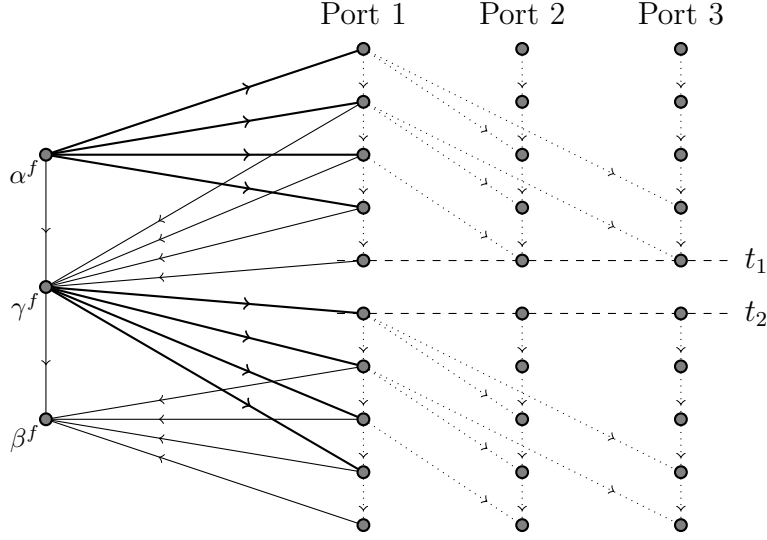 Port 1 Port 2 Port 3
α^f
t_1
γ^f
t_2
β^f